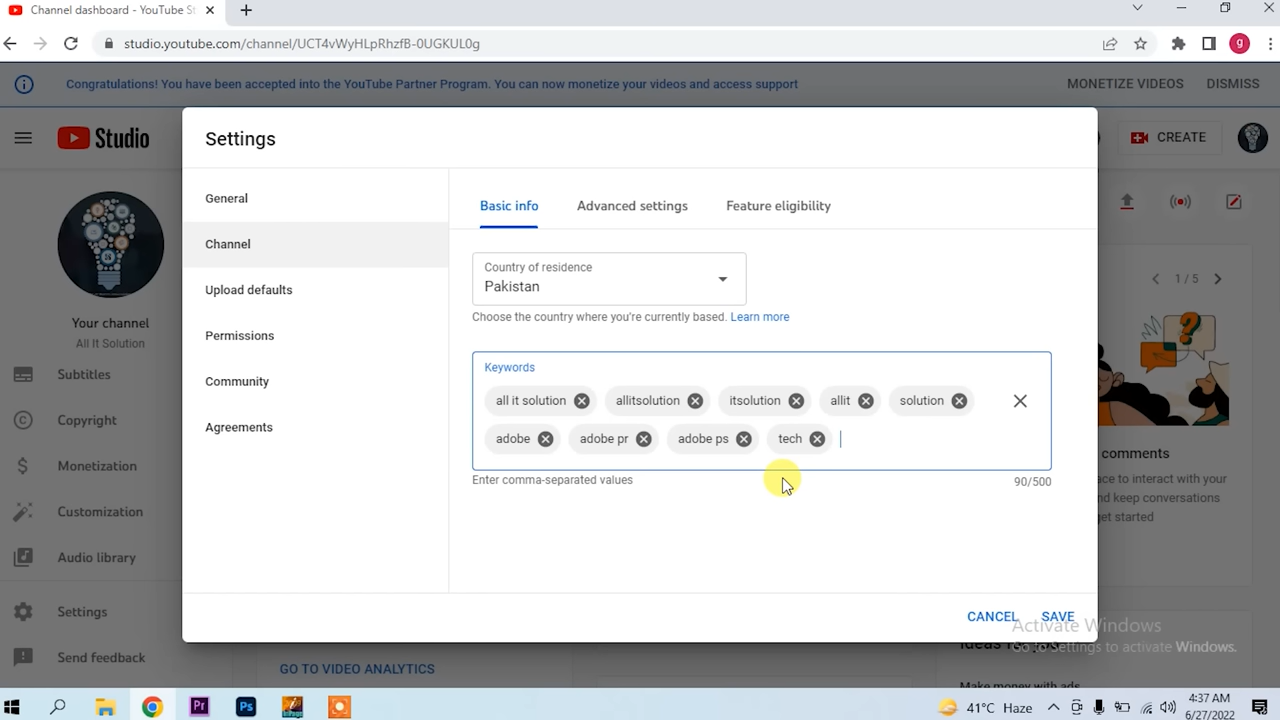 Channel dashboard - YouTube St
studio.youtube.com/channel/UCT4vWyHLpRhzfB-0UGKUL0g
g
Congratulations! You have been accepted into the YouTube Partner Program. You can now monetize your videos and access support
MONETIZE VIDEOS
DISMISS
Studio
CREATE
Your channel
All It Solution
Subtitles
Copyright
Monetization
Customization
Audio library
Settings
Send feedback
Settings
General
Channel
Upload defaults
Permissions
Community
Agreements
Basic info
Advanced settings
Feature eligibility
Country of residence
Pakistan
Choose the country where you're currently based. Learn more
Keywords
all it solution
allitsolution
itsolution
allit
solution
adobe
adobe pr
adobe ps
tech
Enter comma-separated values
90/500
CANCEL
SAVE
1 / 5
comments
ace to interact with your
nd keep conversations
get started
GO TO VIDEO ANALYTICS
Make money with ads
Activate Windows
Go to Settings to activate Windows.
Pr
Ps
41°C Haze
4:37 AM
6/27/2022